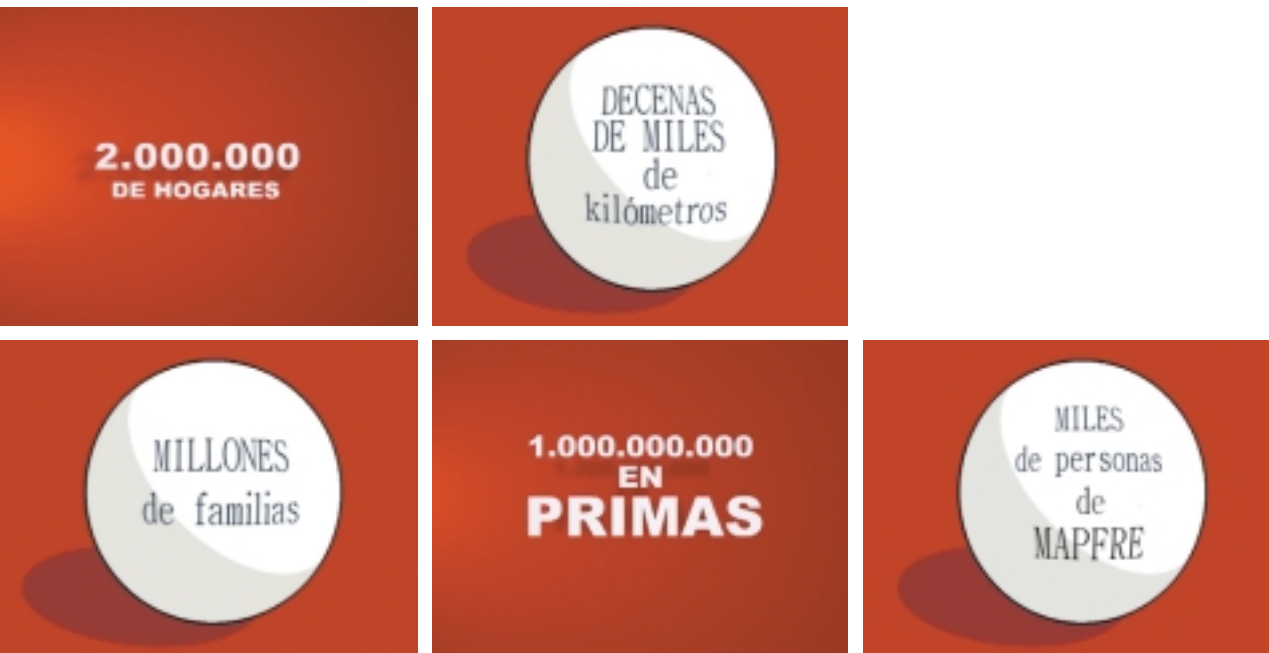 2.000.000
DE HOGARES
DECENAS
DE MILES
de
kilómetros
MILLONES
de familias
1.000.000.000
EN
PRIMAS
MILES
de personas
de
MAPFRE